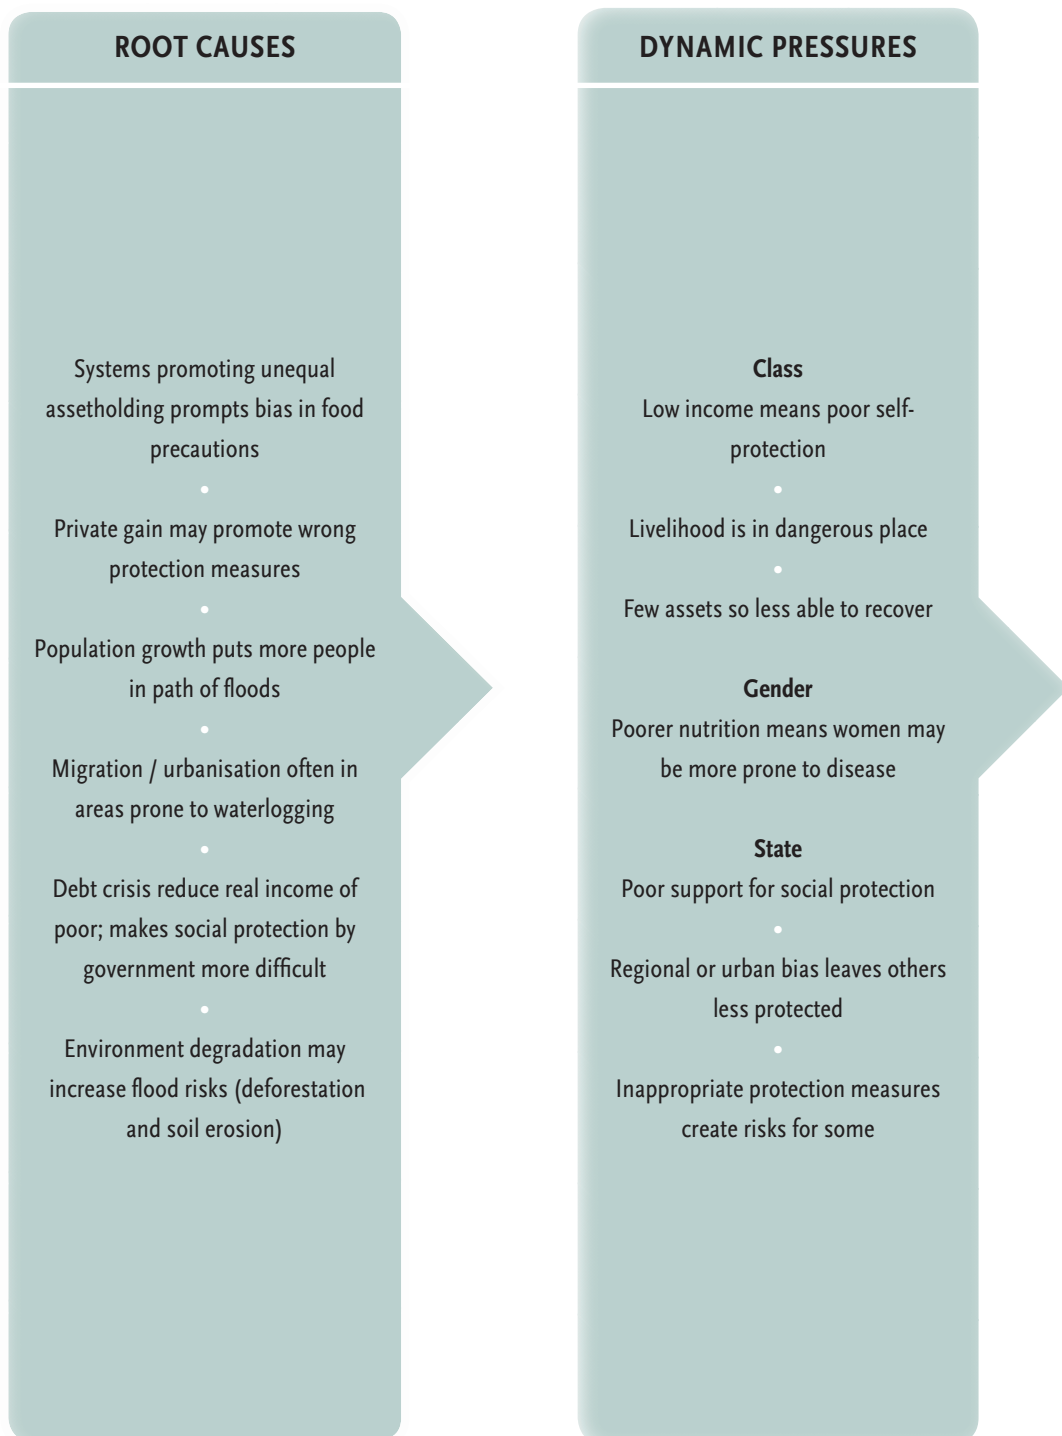 ROOT CAUSES
Systems promoting unequal
assetholding prompts bias in food
precautions
•
Private gain may promote wrong
protection measures
•
Population growth puts more people
in path of floods
•
Migration / urbanisation often in
areas prone to waterlogging
•
Debt crisis reduce real income of
poor; makes social protection by
government more difficult
•
Environment degradation may
increase flood risks (deforestation
and soil erosion)
DYNAMIC PRESSURES
Class
Low income means poor self-
protection
•
Livelihood is in dangerous place
•
Few assets so less able to recover
Gender
Poorer nutrition means women may
be more prone to disease
State
Poor support for social protection
•
Regional or urban bias leaves others
less protected
•
Inappropriate protection measures
create risks for some